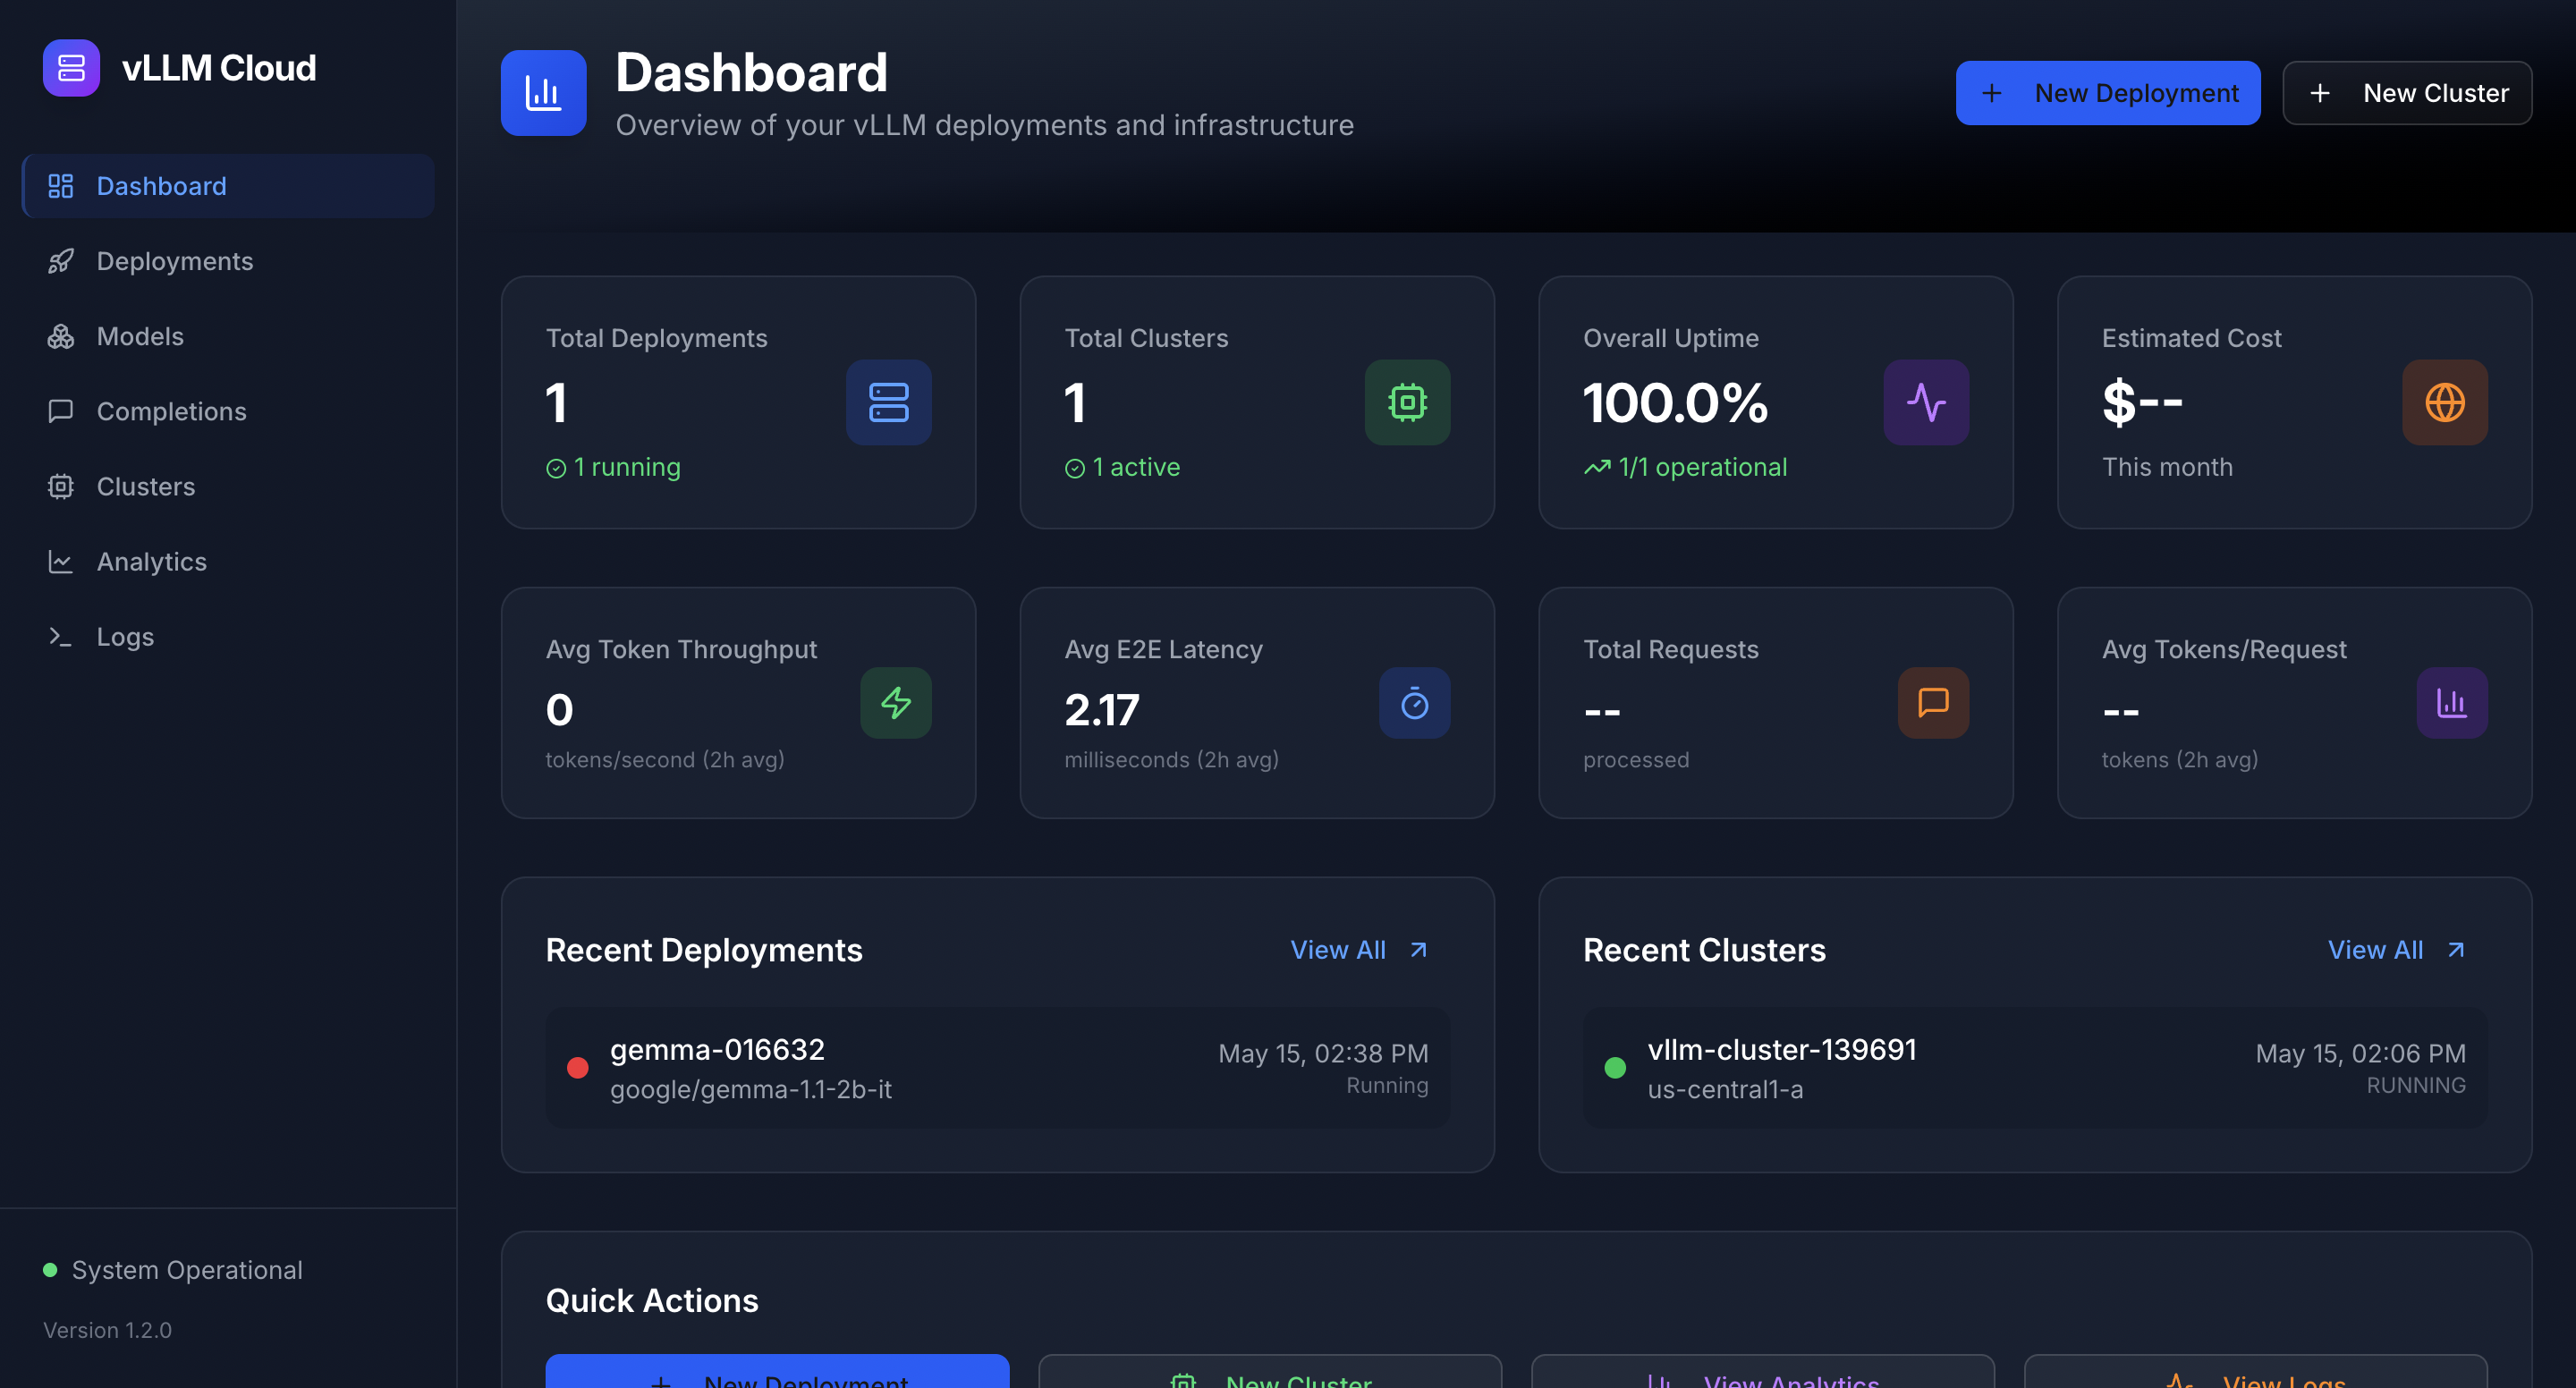 vLLM Cloud
Dashboard
Deployments
Models
Completions
Clusters
Analytics
Logs
System Operational
Version 1.2.0
Dashboard
Overview of your vLLM deployments and infrastructure
New Deployment
New Cluster
Total Deployments
1
1 running
Total Clusters
1
1 active
Overall Uptime
100.0%
1/1 operational
Estimated Cost
$--
This month
Avg Token Throughput
0
tokens/second (2h avg)
Avg E2E Latency
2.17
milliseconds (2h avg)
Total Requests
--
processed
Avg Tokens/Request
--
tokens (2h avg)
Recent Deployments
View All
gemma-016632
google/gemma-1.1-2b-it
May 15, 02:38 PM
Running
Recent Clusters
View All
vllm-cluster-139691
us-central1-a
May 15, 02:06 PM
RUNNING
Quick Actions
New Deployment
New Cluster
View Analytics
View Logs